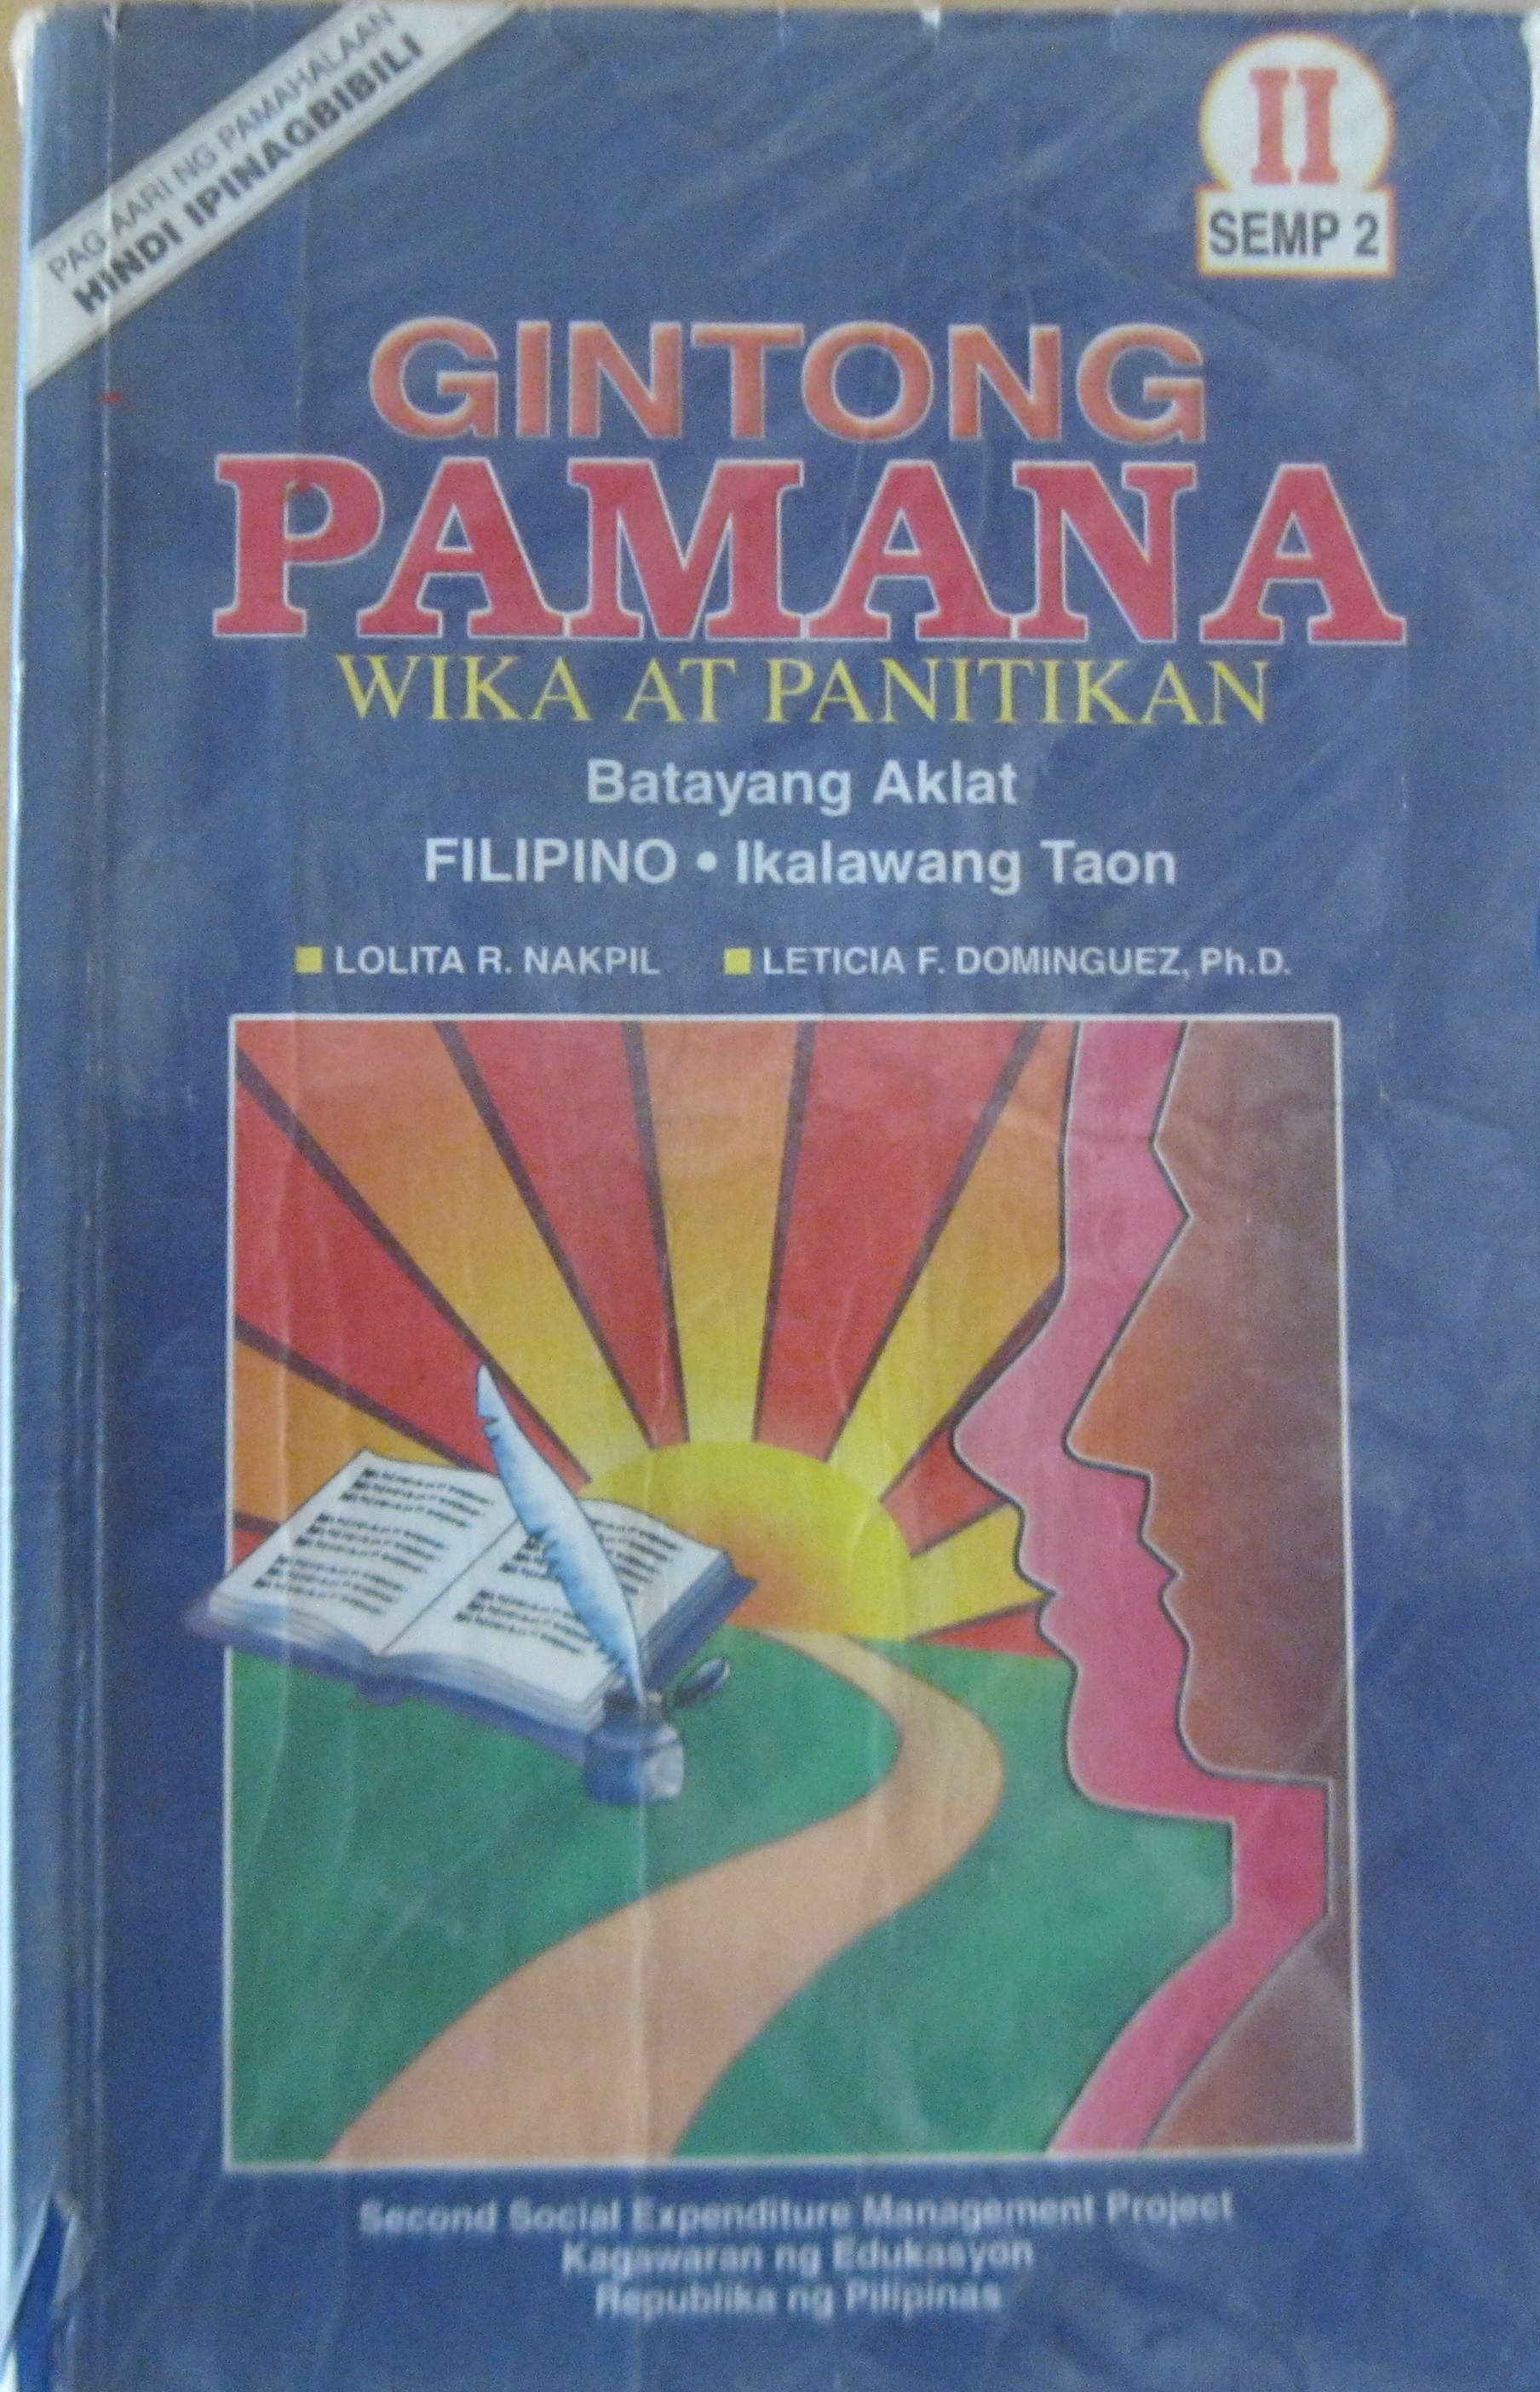 PAG-AARI NG PAMAHALAAN
HINDI IPINAGBIBILI
II
SEMP 2
GINTONG
PAMANA
WIKA AT PANITIKAN
Batayang Aklat
FILIPINO • Ikalawang Taon
LOLITA R. NAKPIL LETICIA F. DOMINGUEZ, Ph.D.
Second Social Expenditure Management Project
Kagawaran ng Edukasyon
Republika ng Pilipinas